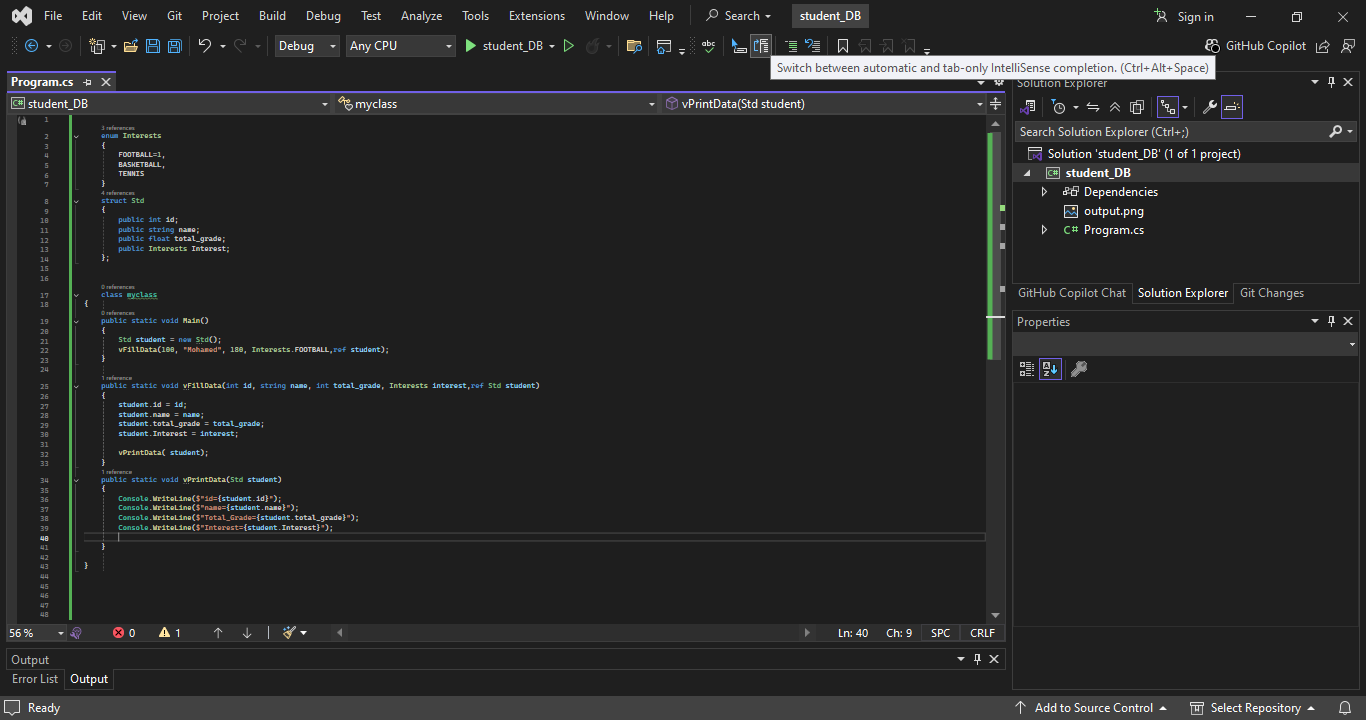 File Edit View Git Project Build Debug Test Analyze Tools Extensions Window Help Search student_DB Sign in
Debug Any CPU student_DB GitHub Copilot
Switch between automatic and tab-only IntelliSense completion. (Ctrl+Alt+Space)
Program.cs
student_DB myclass vPrintData(Std student)
1
3 references
2 enum Interests
3 {
4 FOOTBALL=1,
5 BASKETBALL,
6 TENNIS
7 }
4 references
8 struct Std
9 {
10 public int id;
11 public string name;
12 public float total_grade;
13 public Interests Interest;
14 };
15
16
0 references
17 class myclass
18 {
0 references
19 public static void Main()
20 {
21 Std student = new Std();
22 vFillData(100, "Mohamed", 180, Interests.FOOTBALL,ref student);
23 }
24
1 reference
25 public static void vFillData(int id, string name, int total_grade, Interests interest,ref Std student)
26 {
27 student.id = id;
28 student.name = name;
29 student.total_grade = total_grade;
30 student.Interest = interest;
31
32 vPrintData( student);
33 }
1 reference
34 public static void vPrintData(Std student)
35 {
36 Console.WriteLine($"id={student.id}");
37 Console.WriteLine($"name={student.name}");
38 Console.WriteLine($"Total_Grade={student.total_grade}");
39 Console.WriteLine($"Interest={student.Interest}");
40
41 }
42
43 }
44
45
46
47
48
56 % 0 1 Ln: 40 Ch: 9 SPC CRLF
Output
Error List Output
Solution Explorer
Search Solution Explorer (Ctrl+;)
Solution 'student_DB' (1 of 1 project)
C# student_DB
Dependencies
output.png
C# Program.cs
GitHub Copilot Chat Solution Explorer Git Changes
Properties
Ready Add to Source Control Select Repository